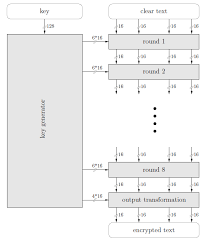 key
clear text
128
16 16 16 16
6*16
round 1
16 16 16 16
6*16
round 2
16 16 16 16
key generator
16 16 16 16
6*16
round 8
16 16 16 16
4*16
output transformation
16 16 16 16
encrypted text